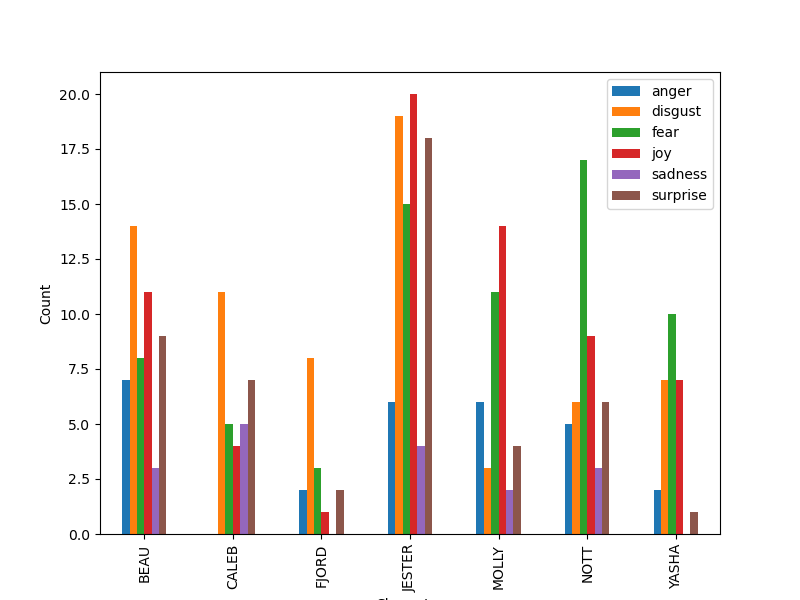 anger
disgust
fear
joy
sadness
surprise
Count
20.0
17.5
15.0
12.5
10.0
7.5
5.0
2.5
0.0
BEAU
CALEB
FJORD
JESTER
MOLLY
NOTT
YASHA